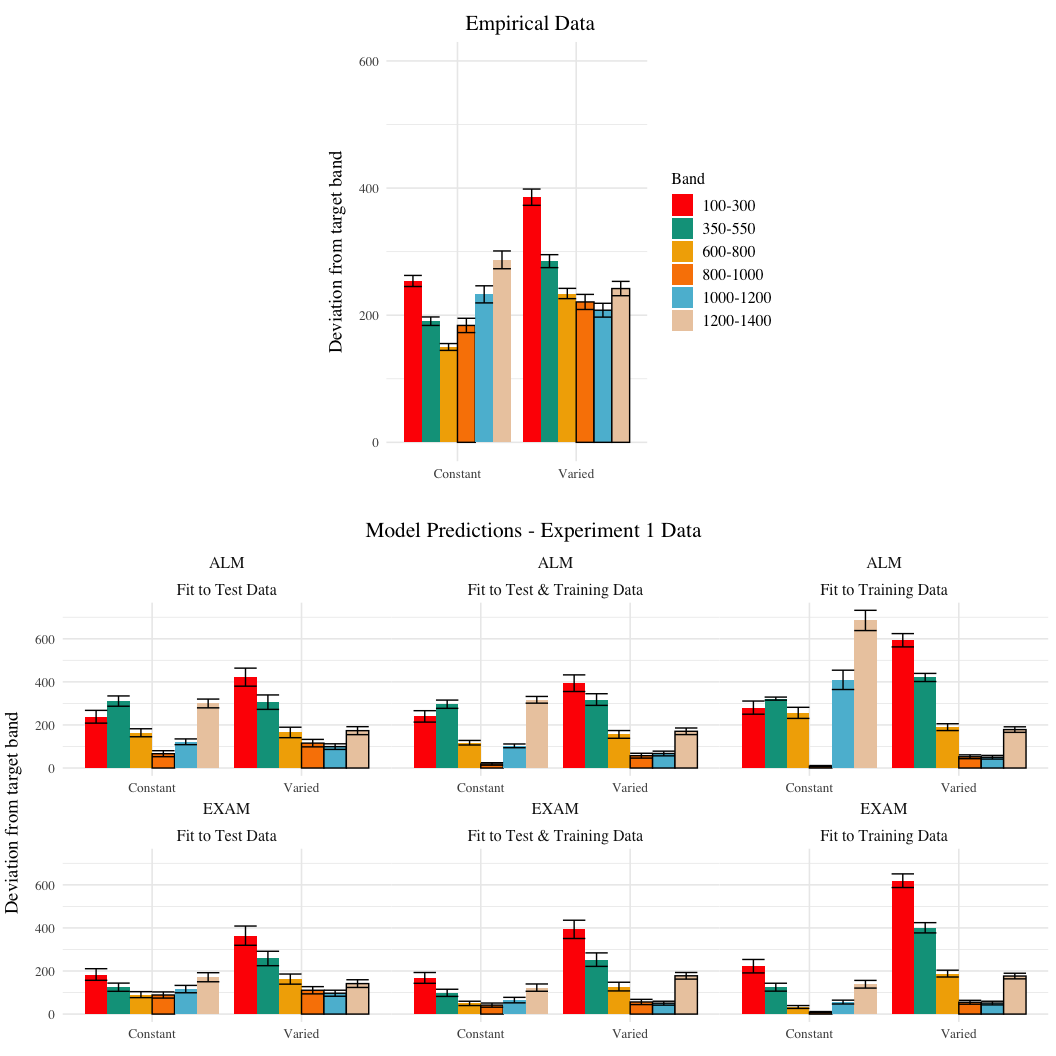 Empirical Data
Deviation from target band
600
400
200
0
Constant
Varied
Band
100-300
350-550
600-800
800-1000
1000-1200
1200-1400
Model Predictions - Experiment 1 Data
Deviation from target band
ALM
Fit to Test Data
ALM
Fit to Test & Training Data
ALM
Fit to Training Data
600
400
200
0
Constant
Varied
Constant
Varied
Constant
Varied
EXAM
Fit to Test Data
EXAM
Fit to Test & Training Data
EXAM
Fit to Training Data
600
400
200
0
Constant
Varied
Constant
Varied
Constant
Varied